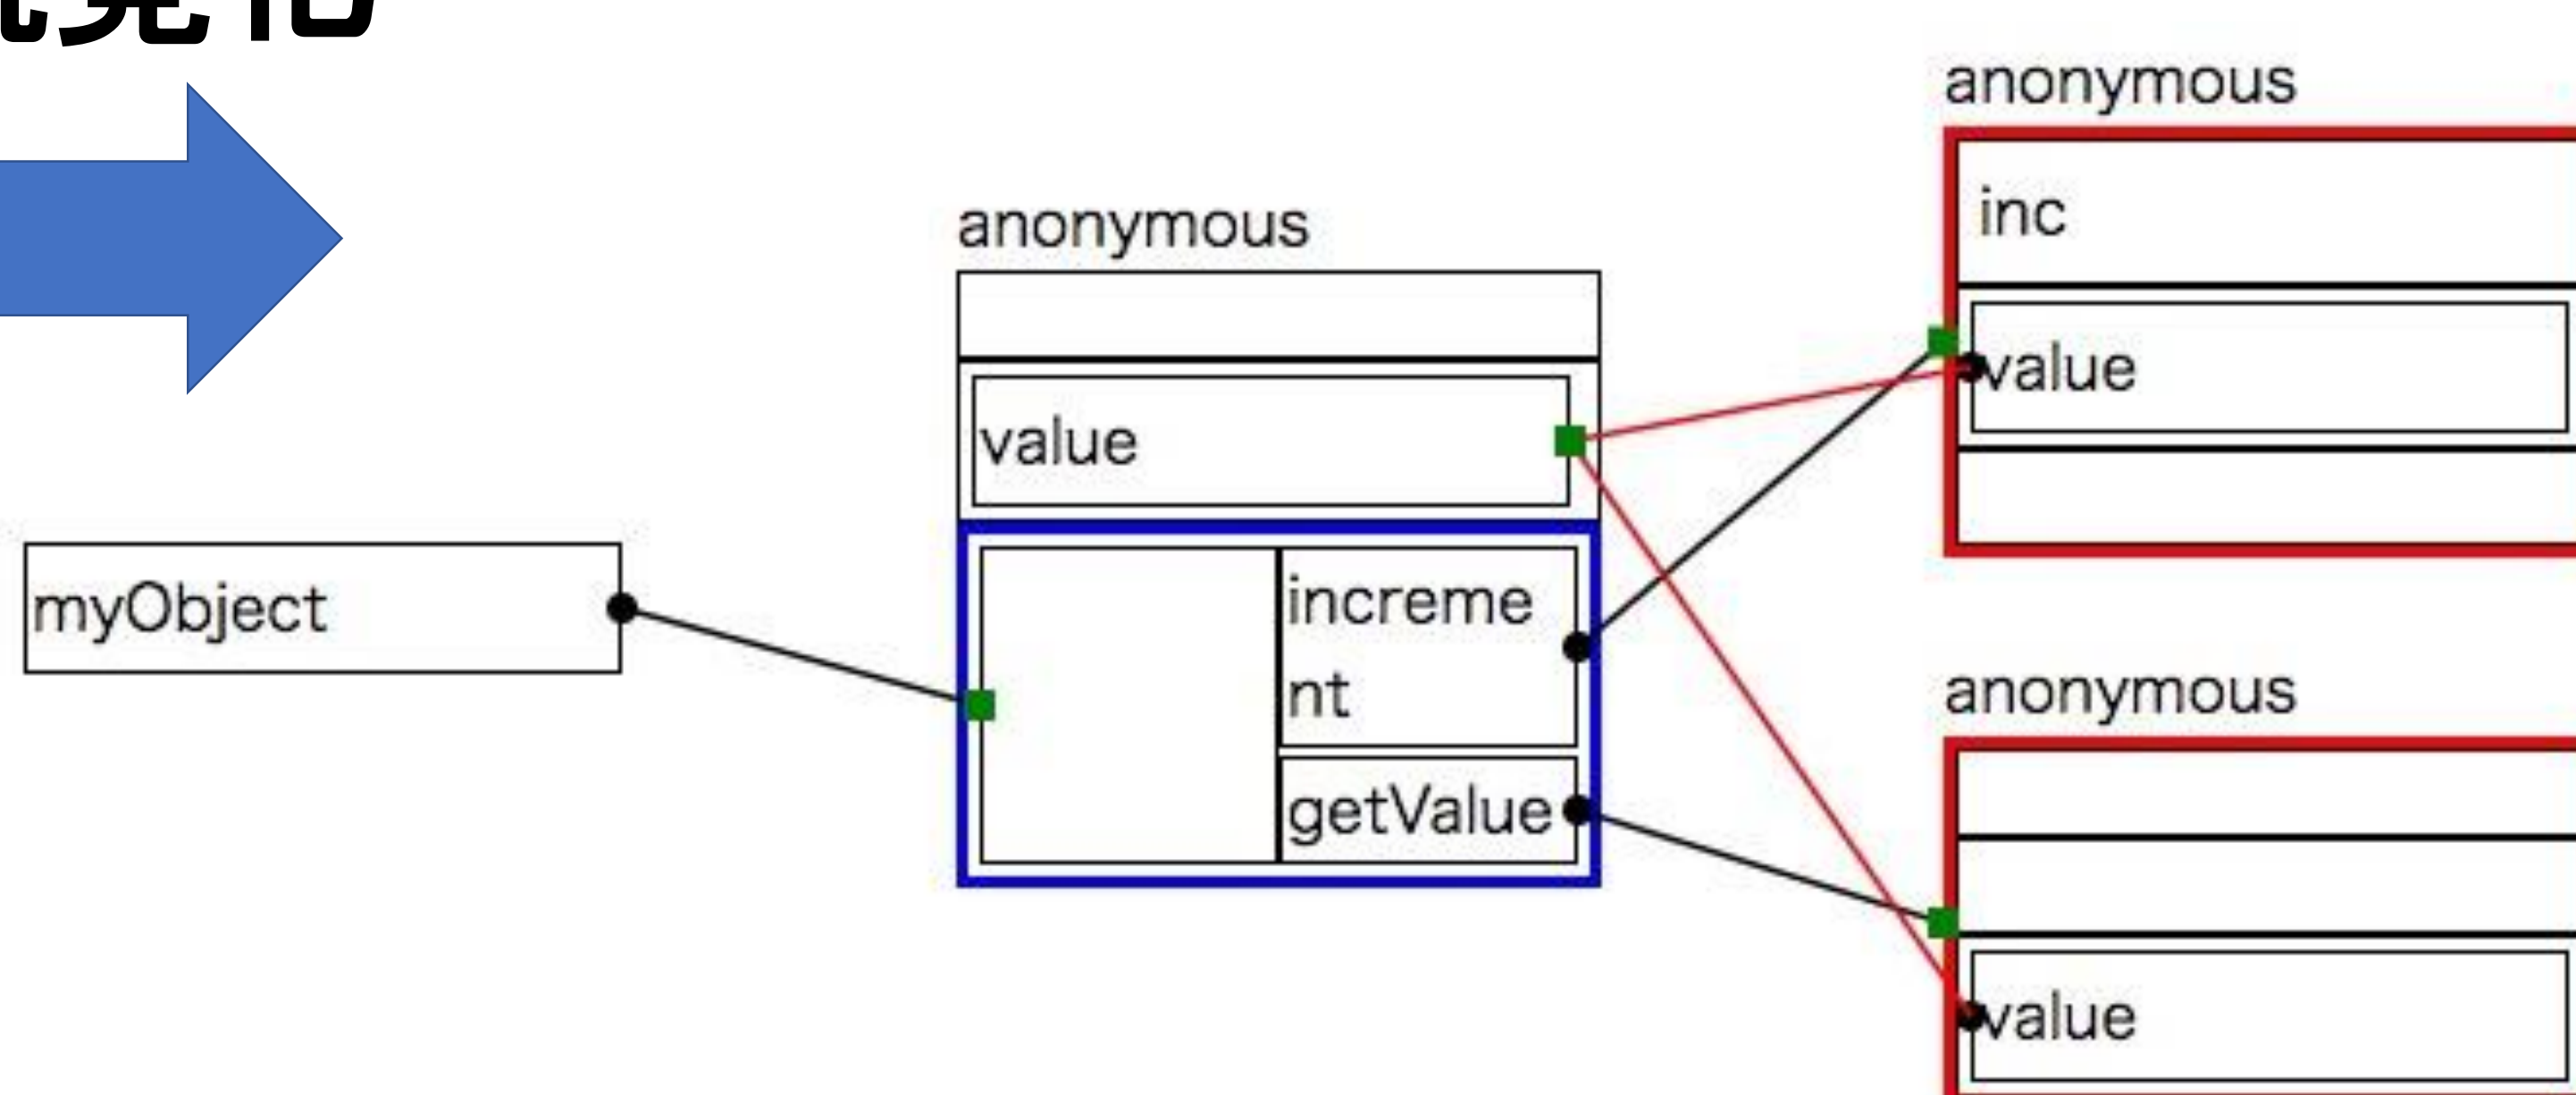 anonymous
inc
value
anonymous
value
myObject
increme
nt
getValue
anonymous
value